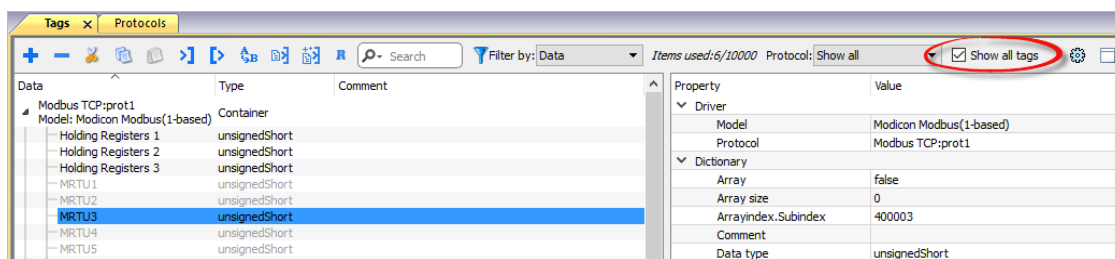 Tags x Protocols
A B R Search Filter by: Data Items used:6/10000 Protocol: Show all Show all tags
Data Type Comment Property Value
Modbus TCP:prot1
Model: Modicon Modbus(1-based) Container
Driver
Holding Registers 1 unsignedShort Model Modicon Modbus(1-based)
Holding Registers 2 unsignedShort Protocol Modbus TCP:prot1
Holding Registers 3 unsignedShort Dictionary
MRTU1 unsignedShort Array false
MRTU2 unsignedShort Array size 0
MRTU3 unsignedShort Arrayindex.Subindex 400003
MRTU4 unsignedShort Comment
MRTU5 unsignedShort Data type unsignedShort